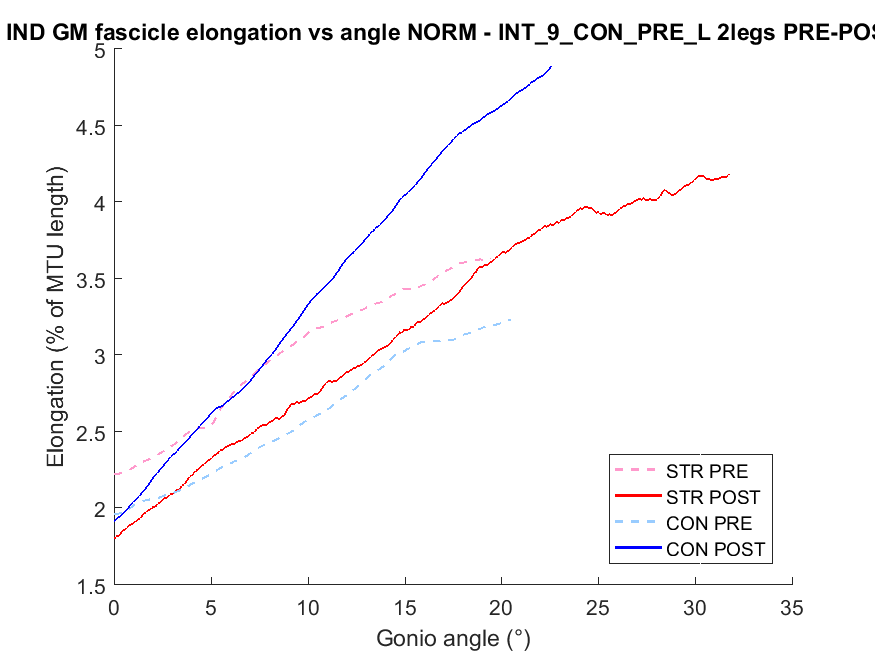 IND GM fascicle elongation vs angle NORM - INT_9_CON_PRE_L 2legs PRE-POS
5
4.5
4
3.5
3
2.5
2
1.5
Elongation (% of MTU length)
0 5 10 15 20 25 30 35
Gonio angle (°)
STR PRE
STR POST
CON PRE
CON POST